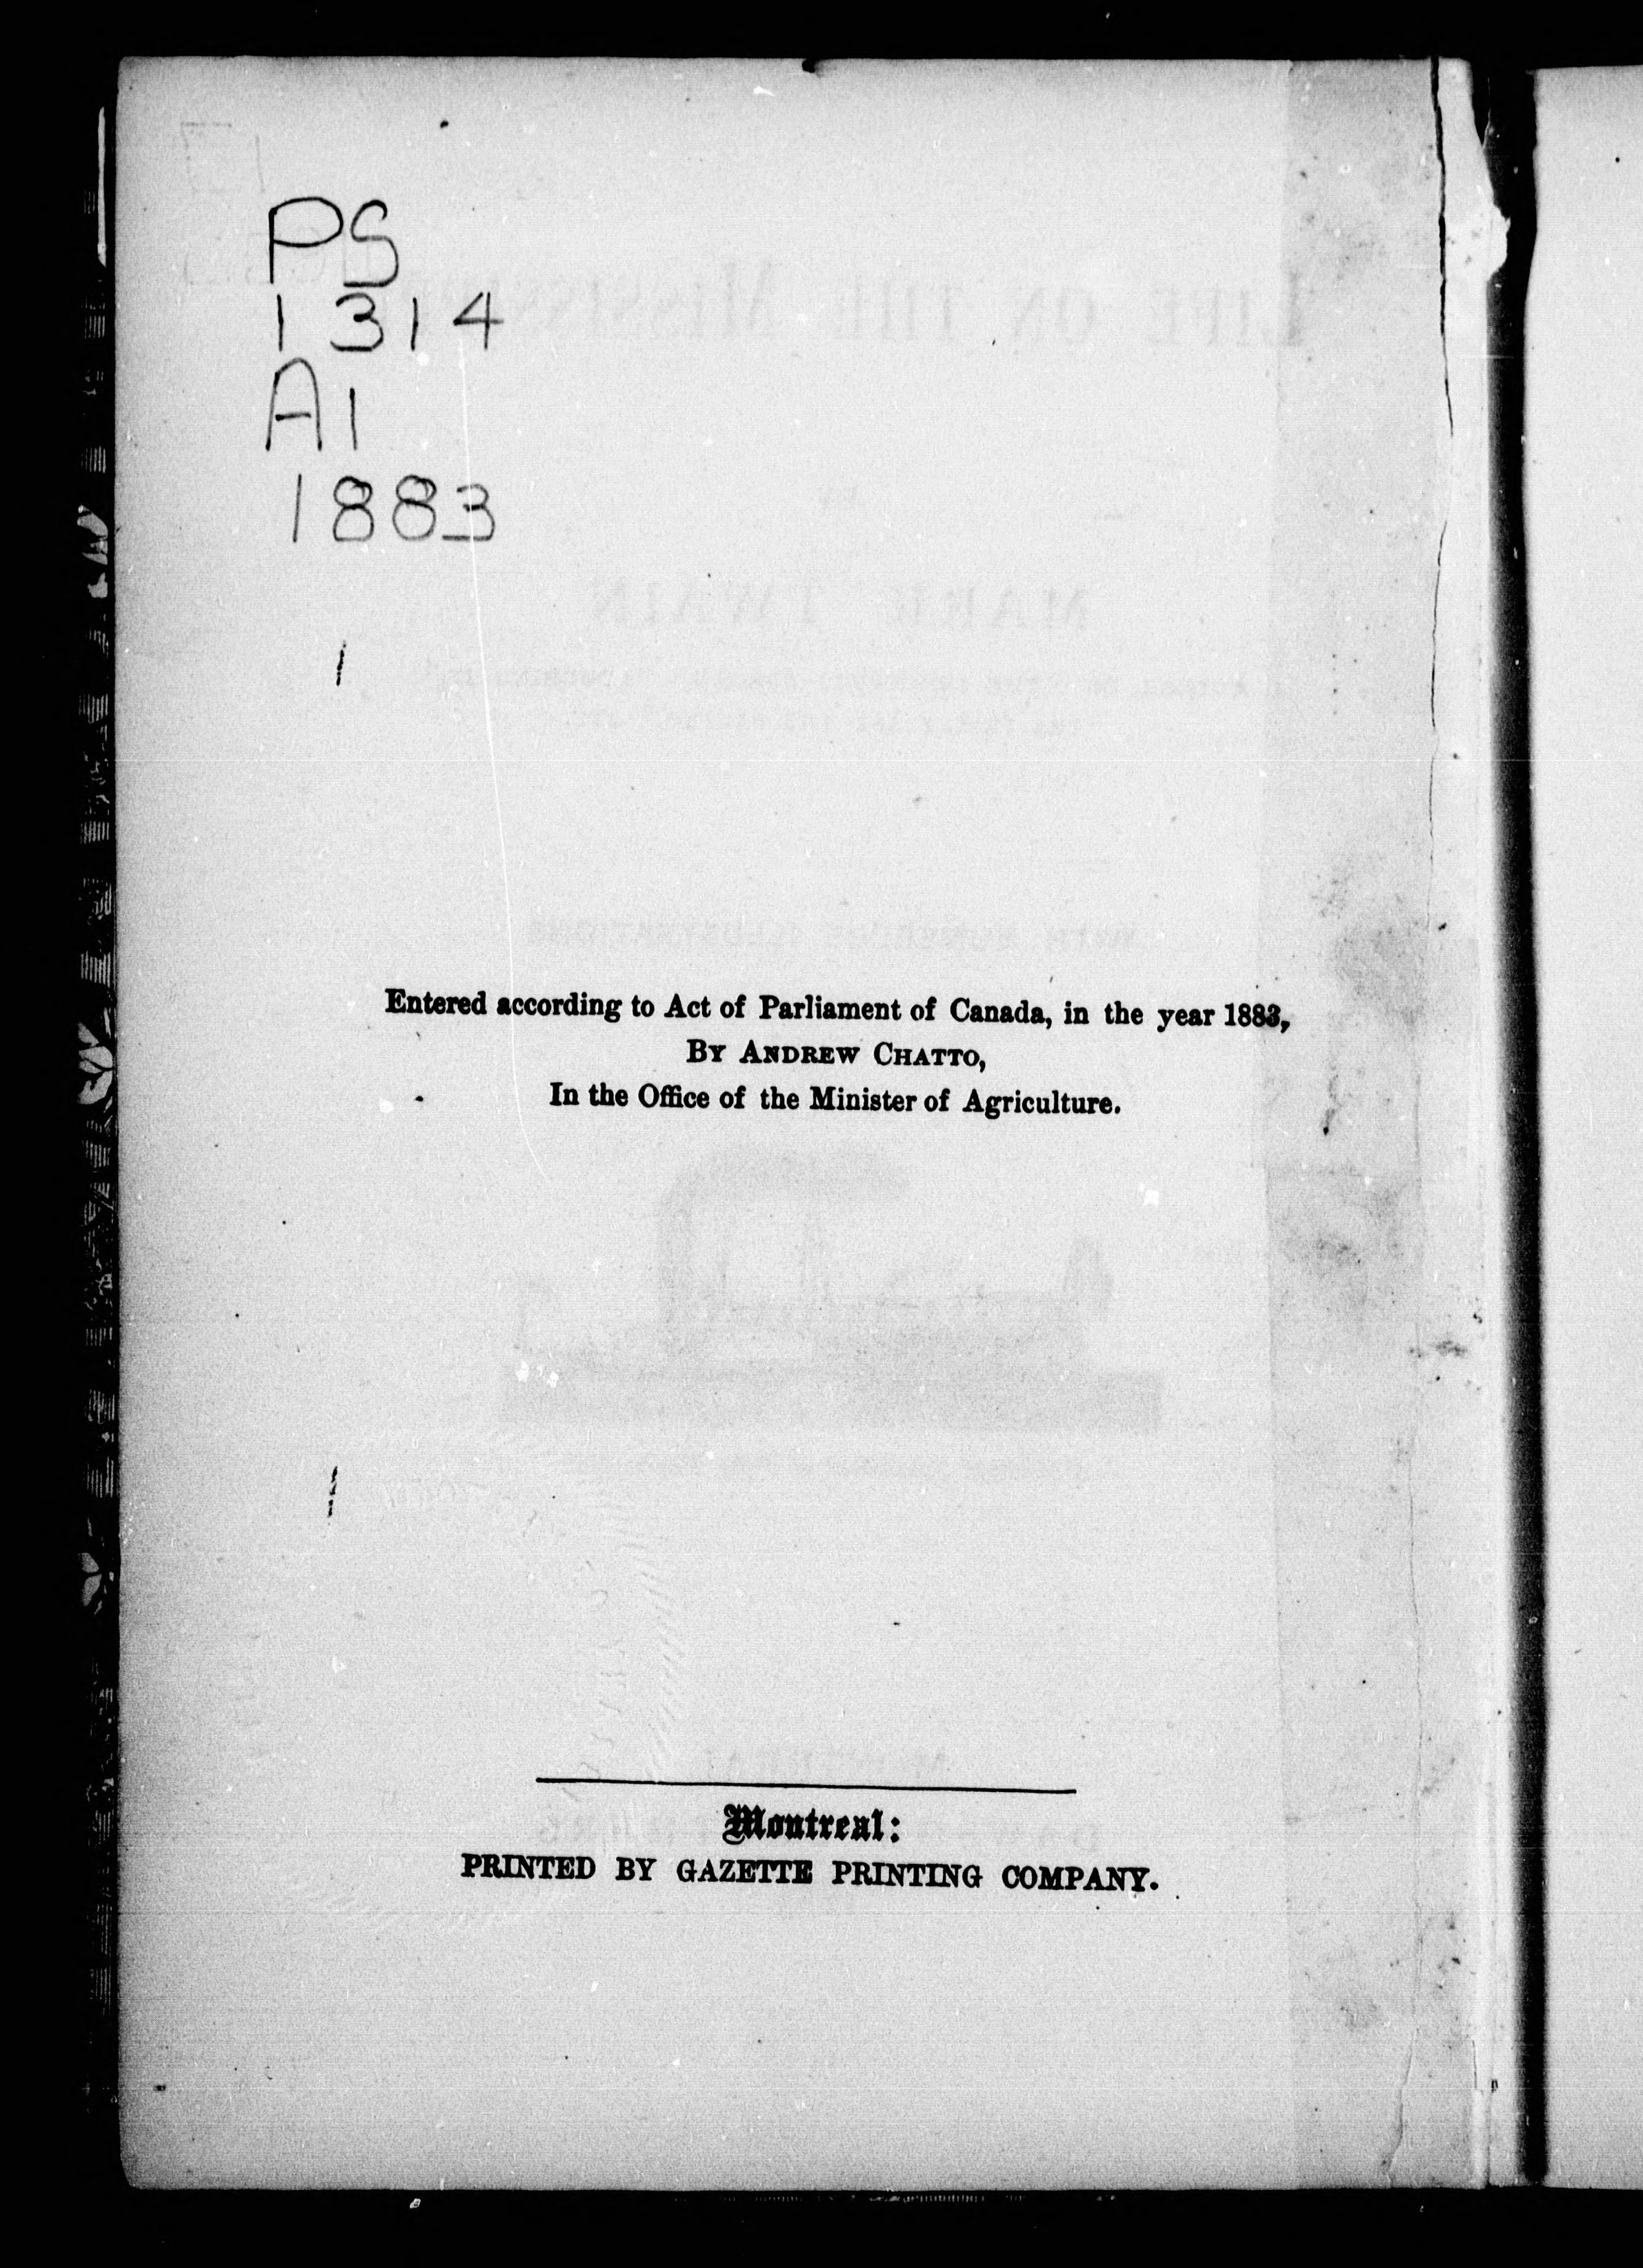 PS
1314
A1
1883
Entered according to Act of Parliament of Canada, in the year 1883,
BY ANDREW CHATTO,
In the Office of the Minister of Agriculture.
Montreal:
PRINTED BY GAZETTE PRINTING COMPANY.